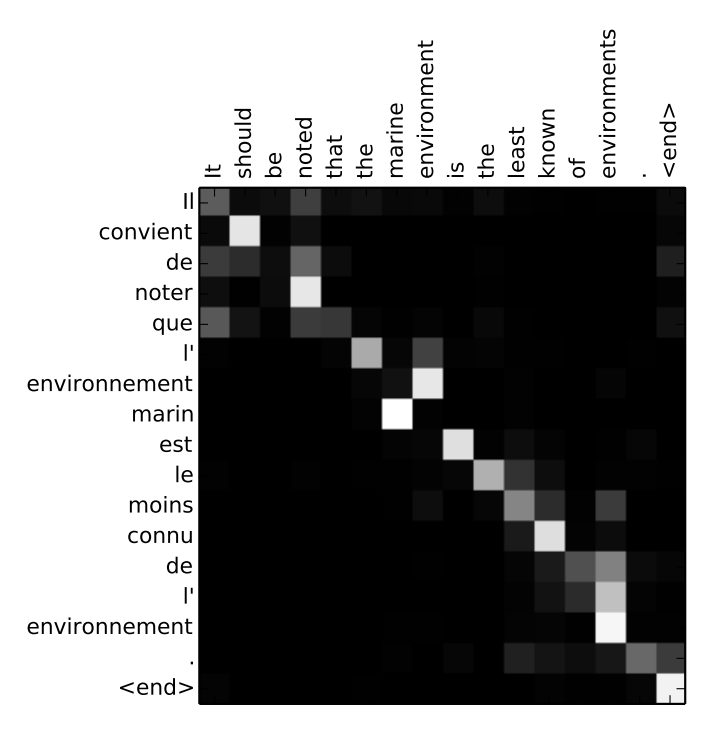 It should be noted that the marine environment is the least known of environments . <end>
Il
convient
de
noter
que
l'
environnement
marin
est
le
moins
connu
de
l'
environnement
.
<end>